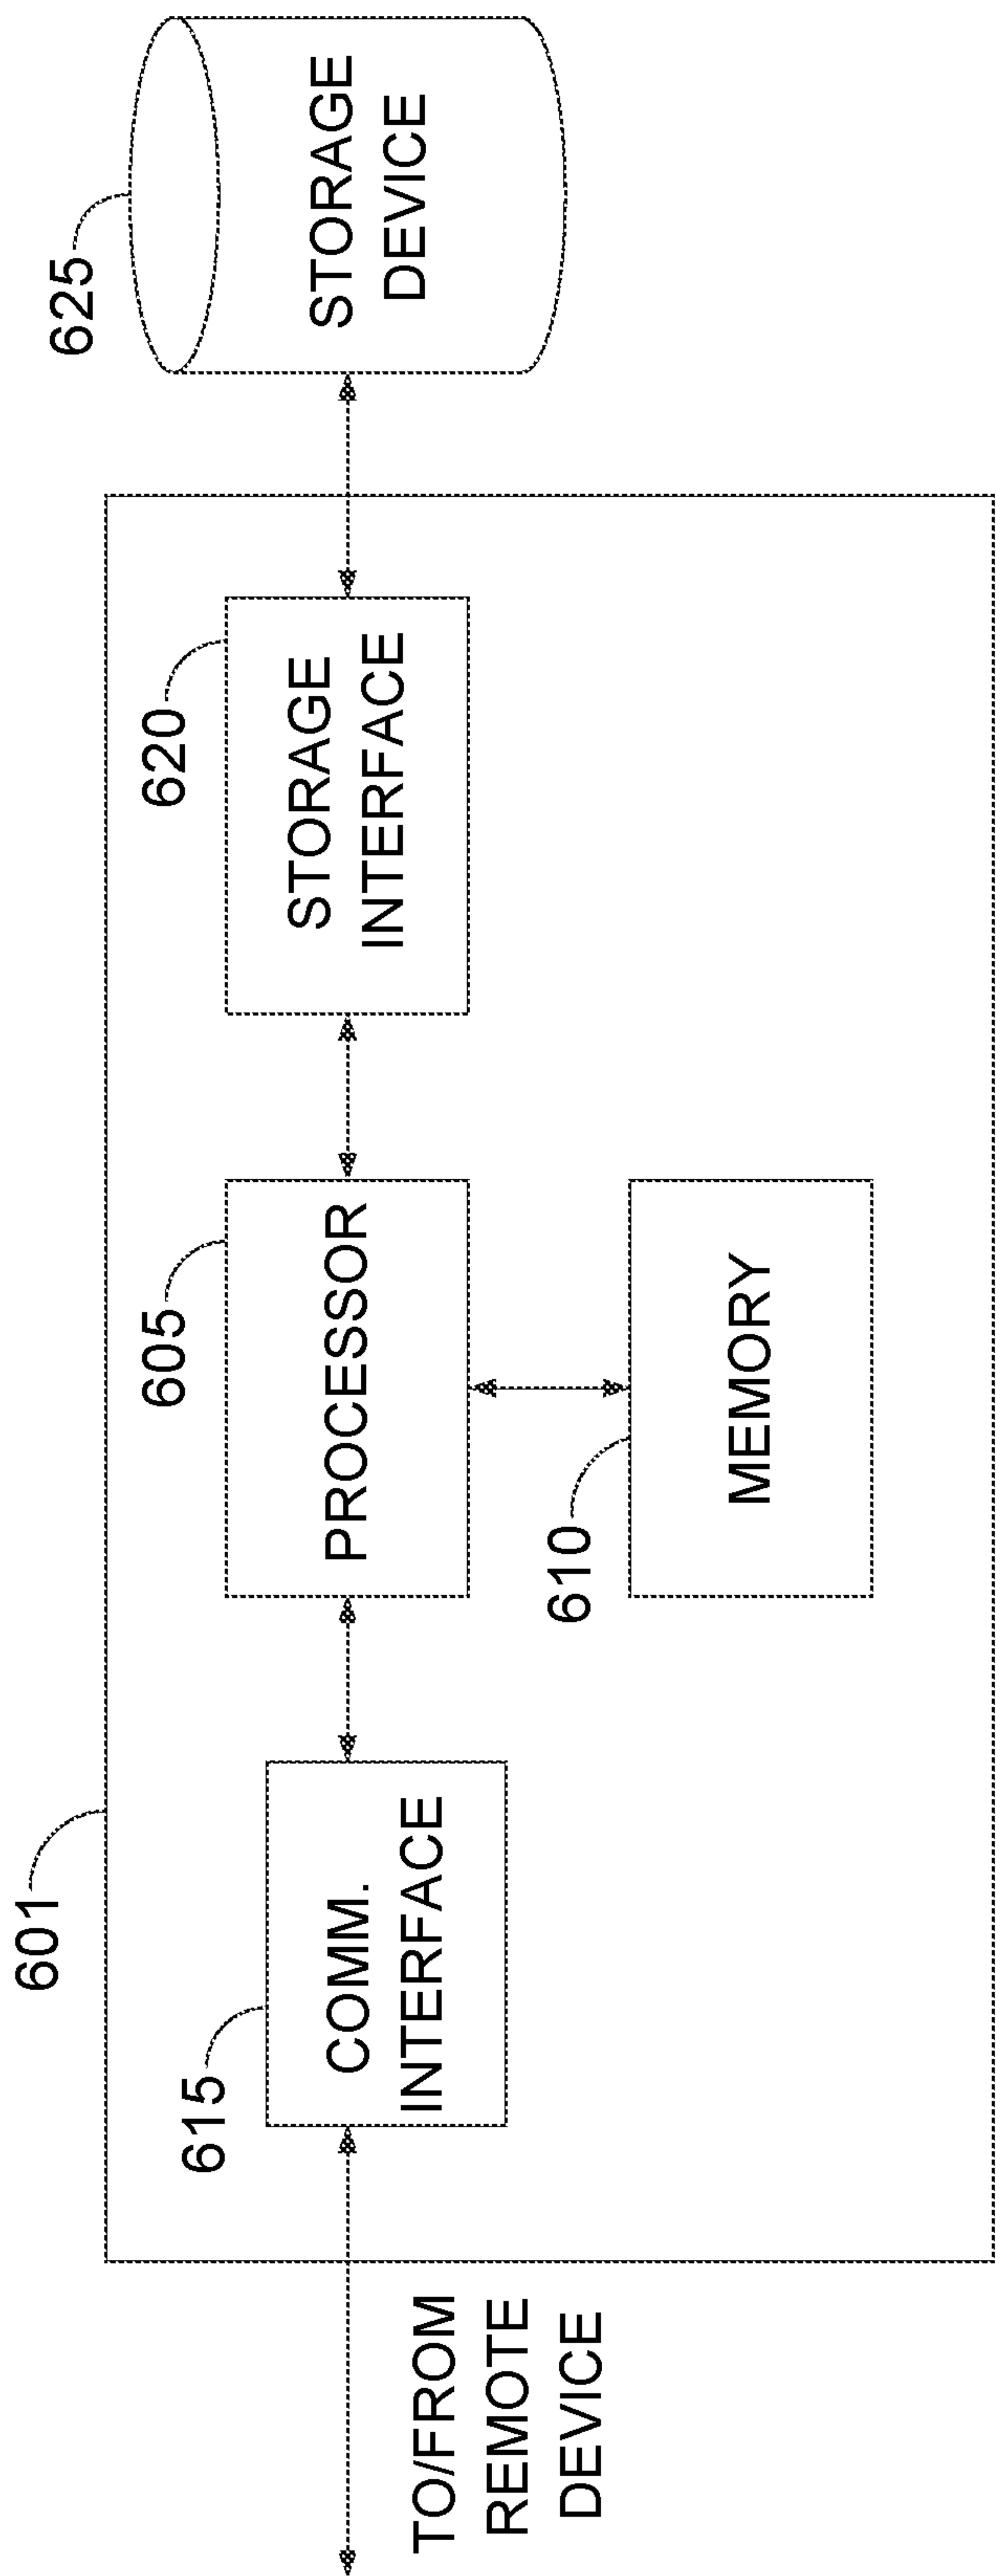 601
615
COMM.
INTERFACE
605
PROCESSOR
620
STORAGE
INTERFACE
625
STORAGE
DEVICE
610
MEMORY
TO/FROM
REMOTE
DEVICE